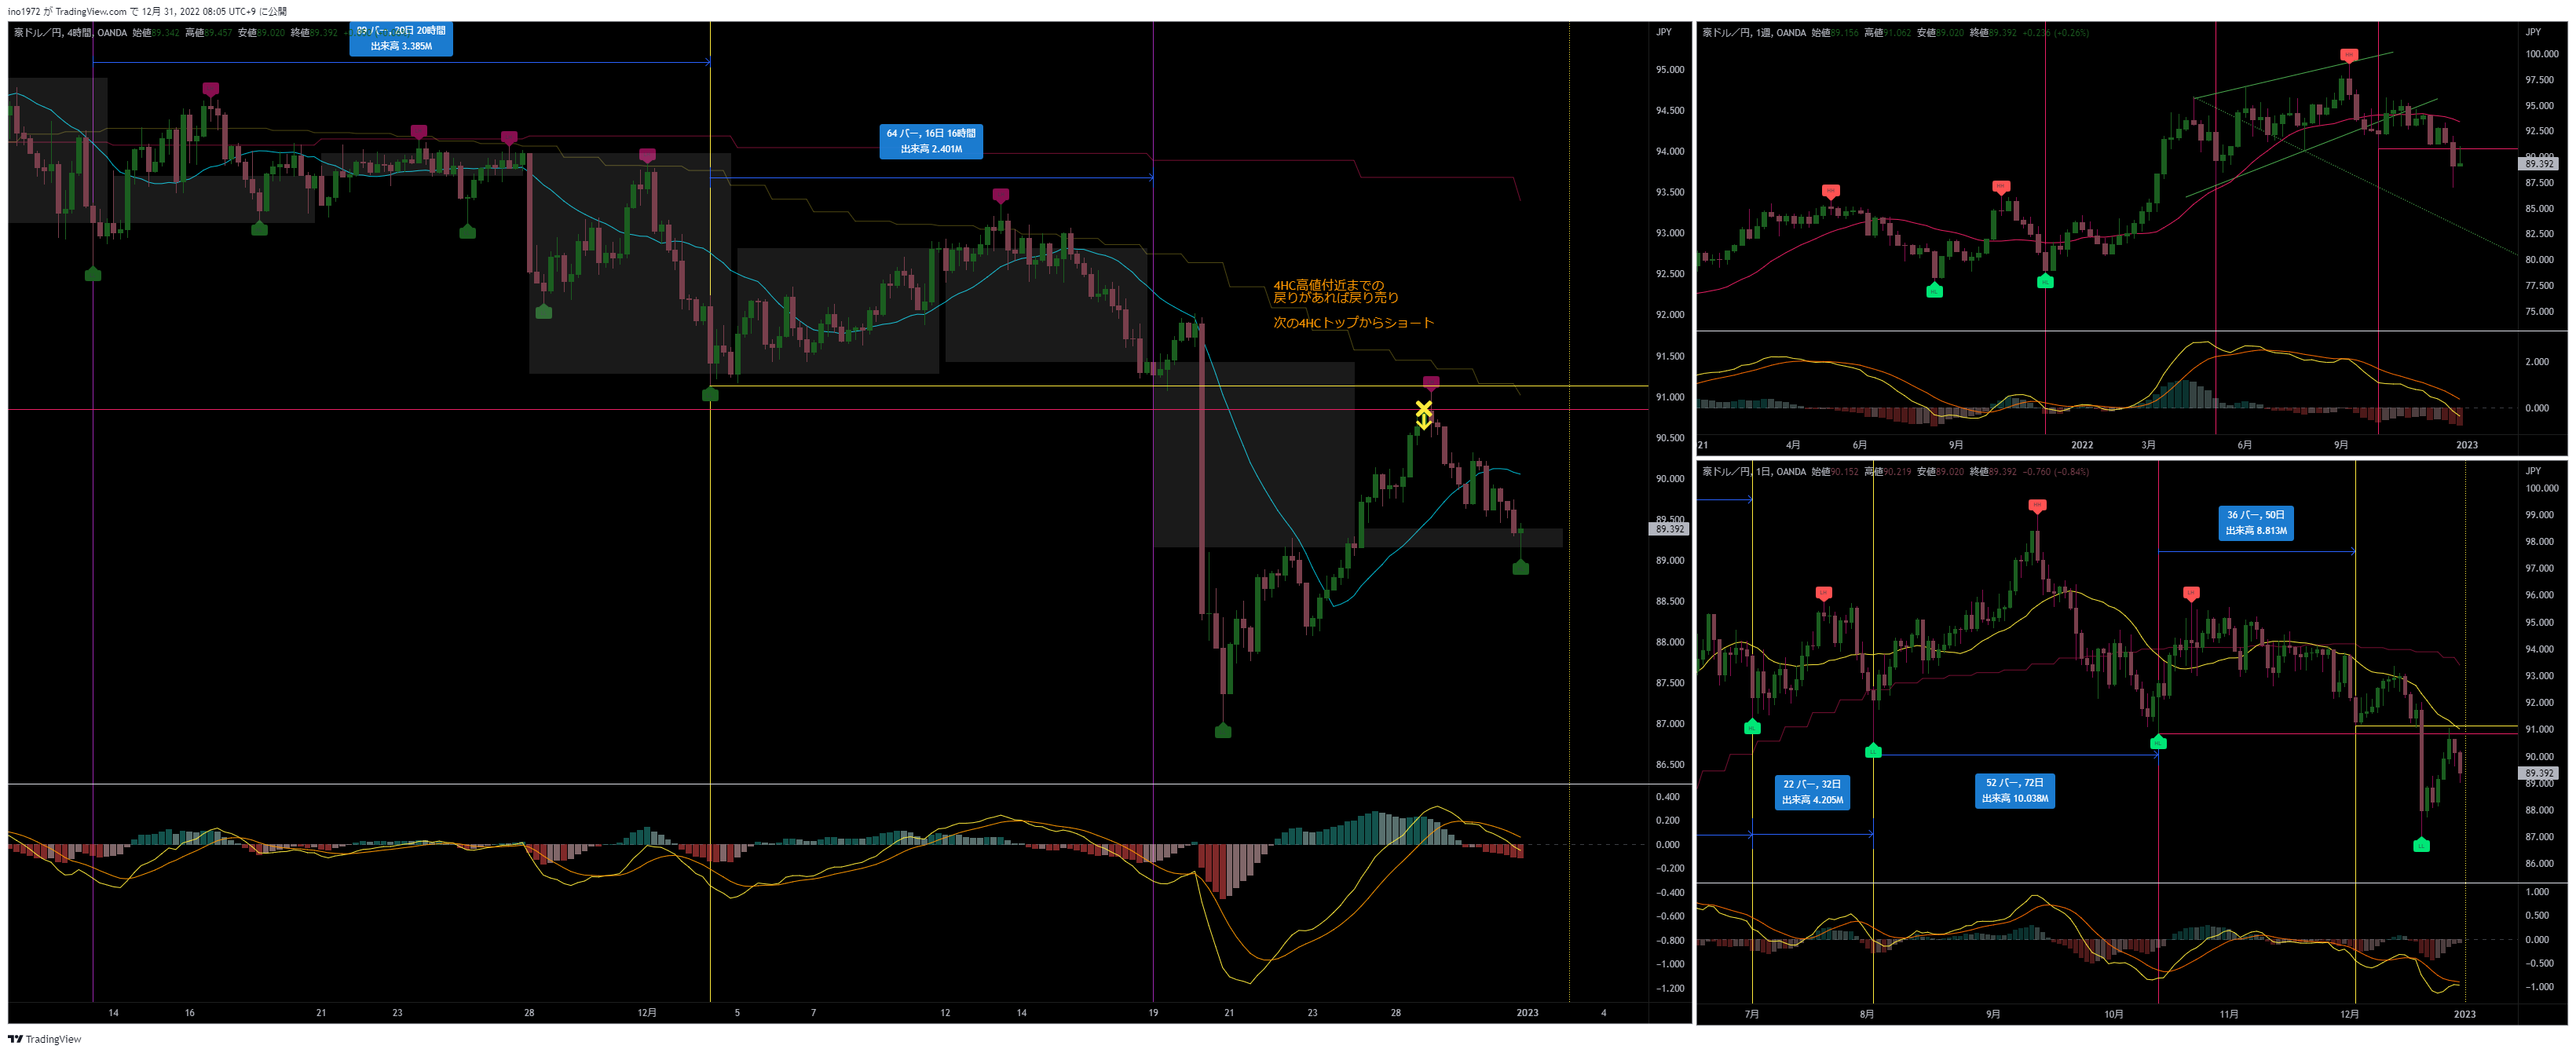 ino1972 が TradingView.com で 12月 31, 2022 08:05 UTC+9 に公開
豪ドル／円, 4時間, OANDA 始値89.342 高値89.457 安値89.020 終値89.392
89 バー, 20日 20時間
出来高 3.385M
64 バー, 16日 16時間
出来高 2.401M
4HC高値付近までの
戻りがあれば戻り売り
次の4HCトップからショート
JPY
95.000
94.500
94.000
93.500
93.000
92.500
92.000
91.500
91.000
90.500
90.000
89.500
89.392
89.000
88.500
88.000
87.500
87.000
86.500
0.400
0.200
0.000
−0.200
−0.400
−0.600
−0.800
−1.000
−1.200
14
16
21
23
28
12月
5
7
12
14
19
21
23
28
2023
4
豪ドル／円, 1週, OANDA 始値89.156 高値91.062 安値89.020 終値89.392 +0.236 (+0.26%)
JPY
100.000
97.500
95.000
92.500
90.000
89.392
87.500
85.000
82.500
80.000
77.500
75.000
2.000
0.000
21
4月
6月
9月
2022
3月
6月
9月
2023
豪ドル／円, 1日, OANDA 始値90.152 高値90.219 安値89.020 終値89.392 −0.760 (−0.84%)
36 バー, 50日
出来高 8.813M
22 バー, 32日
出来高 4.205M
52 バー, 72日
出来高 10.038M
JPY
100.000
99.000
98.000
97.000
96.000
95.000
94.000
93.000
92.000
91.000
90.000
89.392
89.000
88.000
87.000
86.000
1.000
0.500
0.000
−0.500
−1.000
7月
8月
9月
10月
11月
12月
2023
TradingView